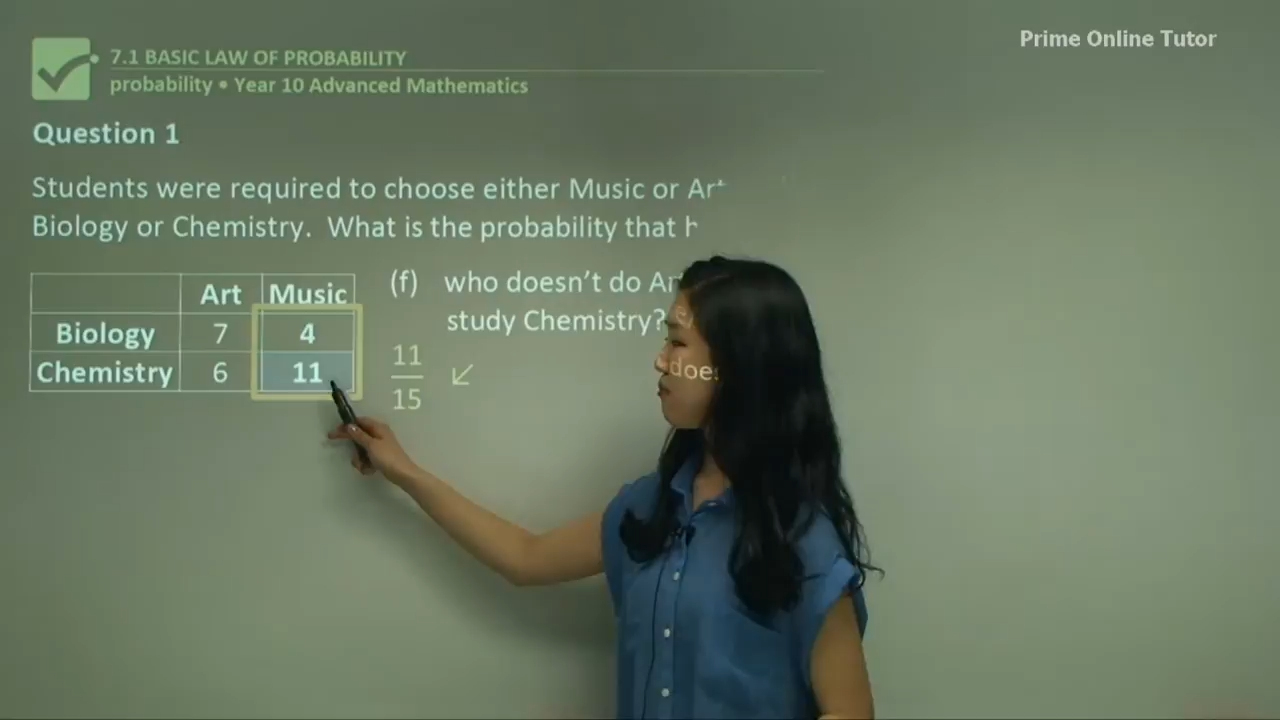 Prime Online Tutor
7.1 BASIC LAW OF PROBABILITY
probability • Year 10 Advanced Mathematics
Question 1
Students were required to choose either Music or Art
Biology or Chemistry. What is the probability that
Art Music
Biology 7 4
Chemistry 6 11
(f) who doesn’t do
study Chemistry?
11
15